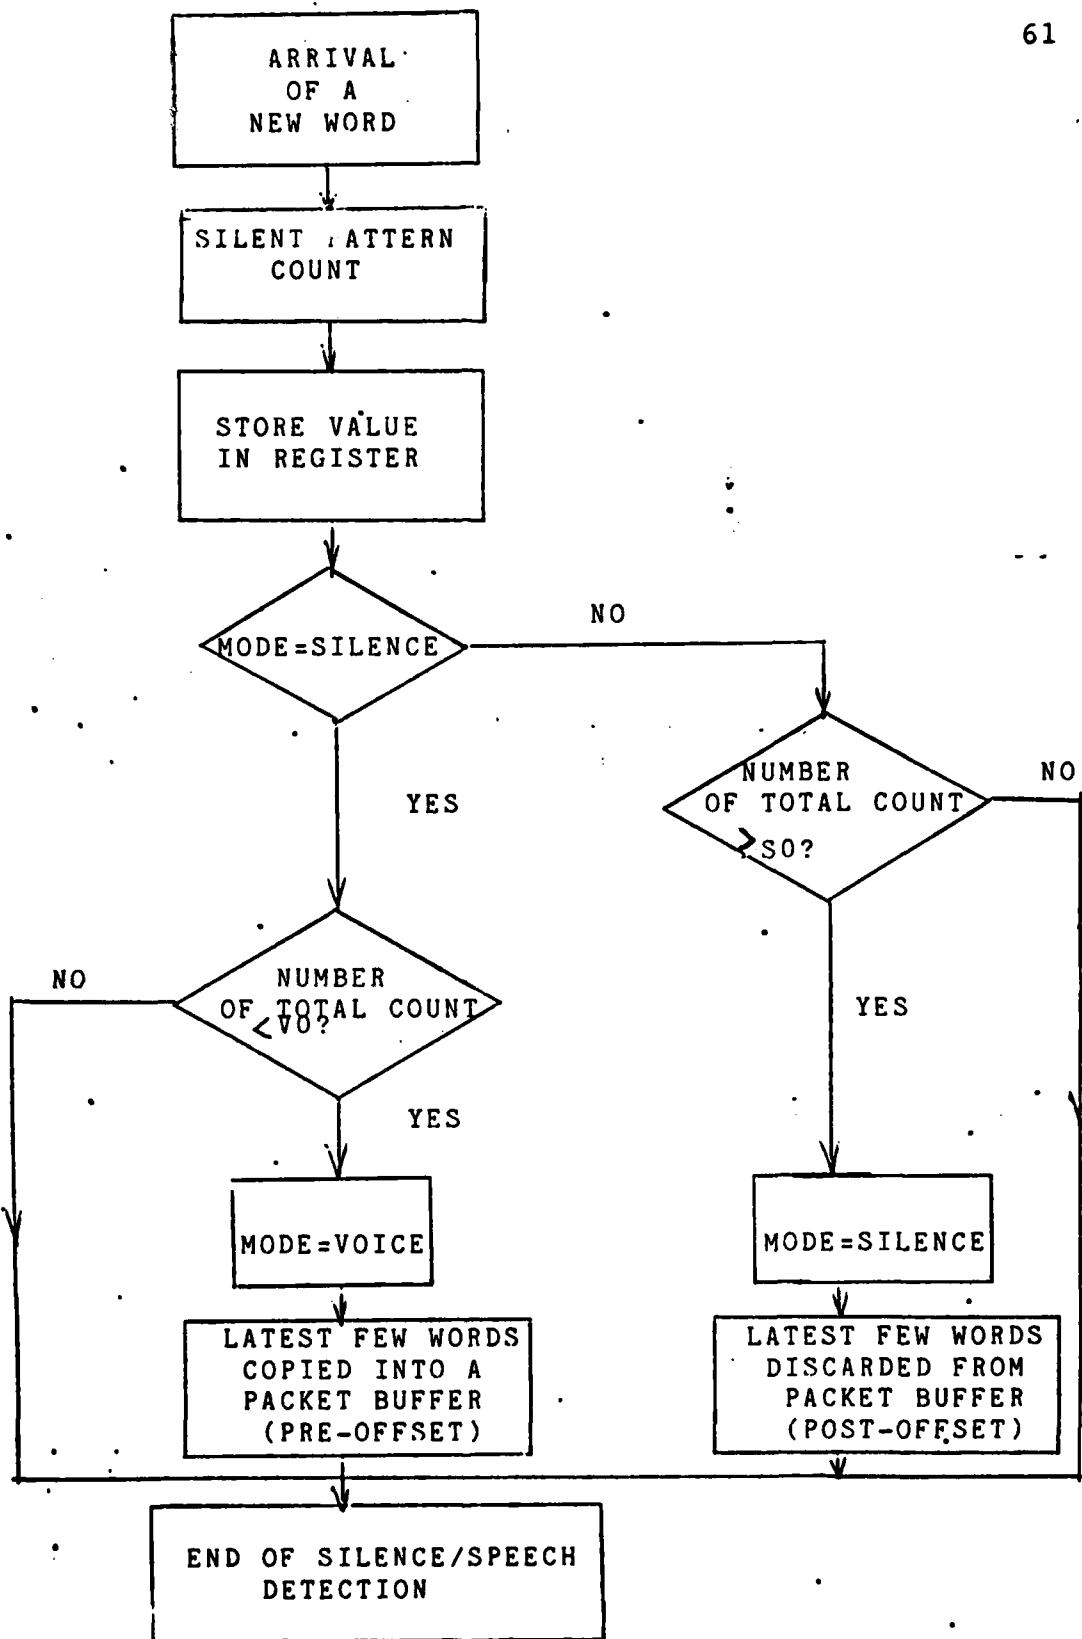 61
ARRIVAL
OF A
NEW WORD
SILENT PATTERN
COUNT
STORE VALUE
IN REGISTER
MODE=SILENCE
NO
YES
NUMBER
OF TOTAL COUNT
>S0?
NO
NUMBER
OF TOTAL COUNT
<V0?
NO
YES
YES
MODE=VOICE
MODE=SILENCE
LATEST FEW WORDS
COPIED INTO A
PACKET BUFFER
(PRE-OFFSET)
LATEST FEW WORDS
DISCARDED FROM
PACKET BUFFER
(POST-OFFSET)
END OF SILENCE/SPEECH
DETECTION